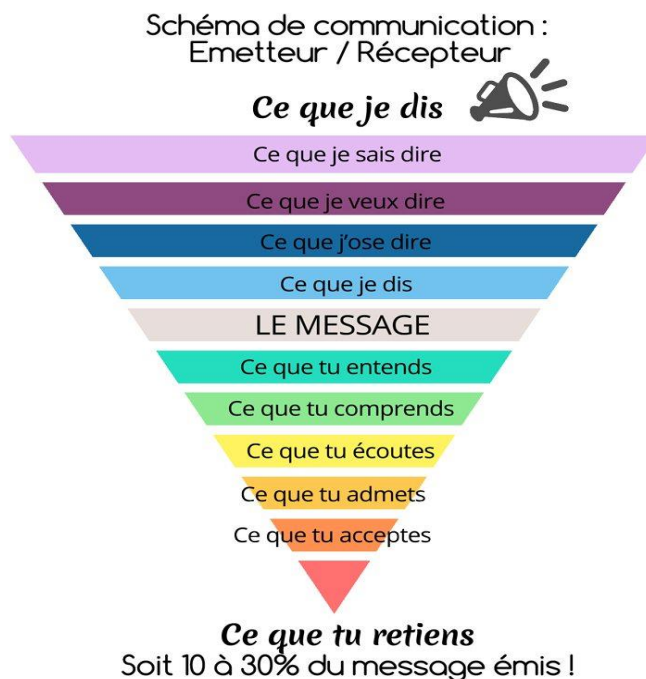 Schéma de communication :
Emetteur / Récepteur
Ce que je dis
Ce que je sais dire
Ce que je veux dire
Ce que j'ose dire
Ce que je dis
LE MESSAGE
Ce que tu entends
Ce que tu comprends
Ce que tu écoutes
Ce que tu admets
Ce que tu acceptes
Ce que tu retiens
Soit 10 à 30% du message émis !